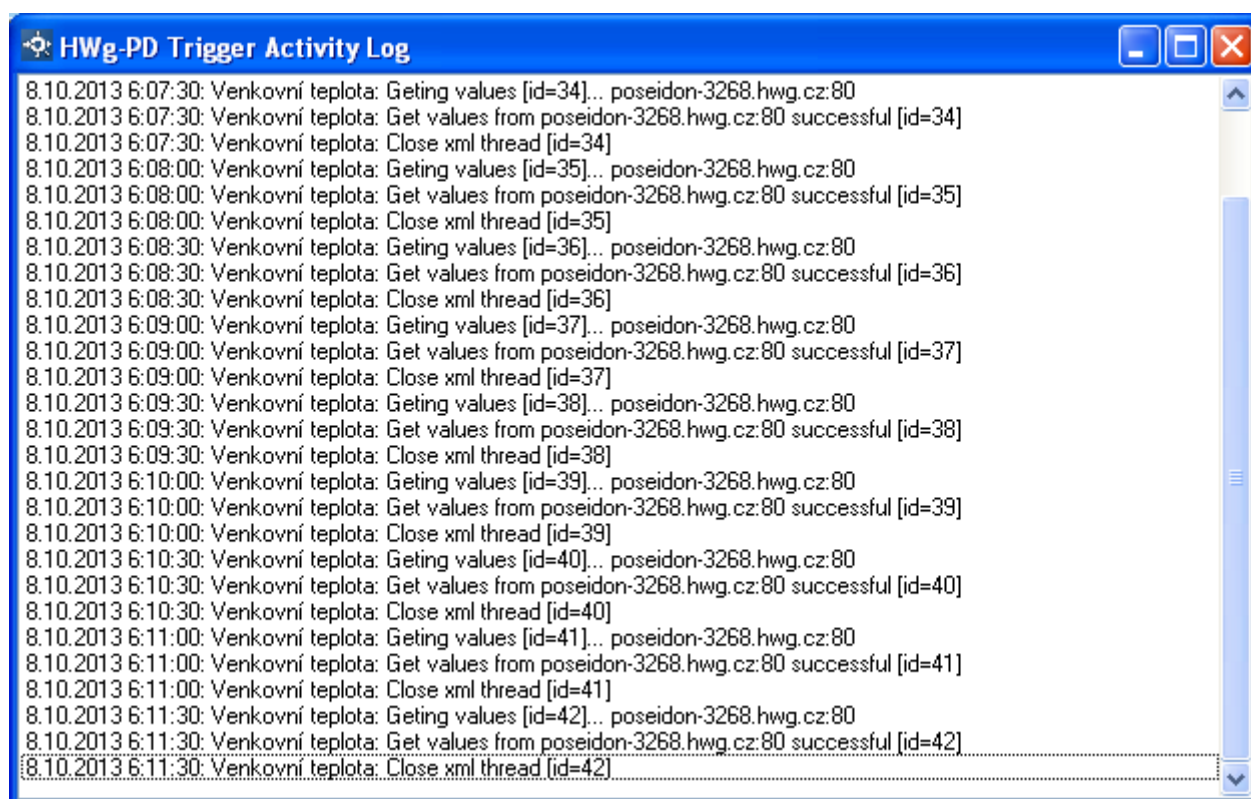 HWg-PD Trigger Activity Log
8.10.2013 6:07:30: Venkovní teplota: Geting values [id=34]... poseidon-3268.hwg.cz:80
8.10.2013 6:07:30: Venkovní teplota: Get values from poseidon-3268.hwg.cz:80 successful [id=34]
8.10.2013 6:07:30: Venkovní teplota: Close xml thread [id=34]
8.10.2013 6:08:00: Venkovní teplota: Geting values [id=35]... poseidon-3268.hwg.cz:80
8.10.2013 6:08:00: Venkovní teplota: Get values from poseidon-3268.hwg.cz:80 successful [id=35]
8.10.2013 6:08:00: Venkovní teplota: Close xml thread [id=35]
8.10.2013 6:08:30: Venkovní teplota: Geting values [id=36]... poseidon-3268.hwg.cz:80
8.10.2013 6:08:30: Venkovní teplota: Get values from poseidon-3268.hwg.cz:80 successful [id=36]
8.10.2013 6:08:30: Venkovní teplota: Close xml thread [id=36]
8.10.2013 6:09:00: Venkovní teplota: Geting values [id=37]... poseidon-3268.hwg.cz:80
8.10.2013 6:09:00: Venkovní teplota: Get values from poseidon-3268.hwg.cz:80 successful [id=37]
8.10.2013 6:09:00: Venkovní teplota: Close xml thread [id=37]
8.10.2013 6:09:30: Venkovní teplota: Geting values [id=38]... poseidon-3268.hwg.cz:80
8.10.2013 6:09:30: Venkovní teplota: Get values from poseidon-3268.hwg.cz:80 successful [id=38]
8.10.2013 6:09:30: Venkovní teplota: Close xml thread [id=38]
8.10.2013 6:10:00: Venkovní teplota: Geting values [id=39]... poseidon-3268.hwg.cz:80
8.10.2013 6:10:00: Venkovní teplota: Get values from poseidon-3268.hwg.cz:80 successful [id=39]
8.10.2013 6:10:00: Venkovní teplota: Close xml thread [id=39]
8.10.2013 6:10:30: Venkovní teplota: Geting values [id=40]... poseidon-3268.hwg.cz:80
8.10.2013 6:10:30: Venkovní teplota: Get values from poseidon-3268.hwg.cz:80 successful [id=40]
8.10.2013 6:10:30: Venkovní teplota: Close xml thread [id=40]
8.10.2013 6:11:00: Venkovní teplota: Geting values [id=41]... poseidon-3268.hwg.cz:80
8.10.2013 6:11:00: Venkovní teplota: Get values from poseidon-3268.hwg.cz:80 successful [id=41]
8.10.2013 6:11:00: Venkovní teplota: Close xml thread [id=41]
8.10.2013 6:11:30: Venkovní teplota: Geting values [id=42]... poseidon-3268.hwg.cz:80
8.10.2013 6:11:30: Venkovní teplota: Get values from poseidon-3268.hwg.cz:80 successful [id=42]
8.10.2013 6:11:30: Venkovní teplota: Close xml thread [id=42]